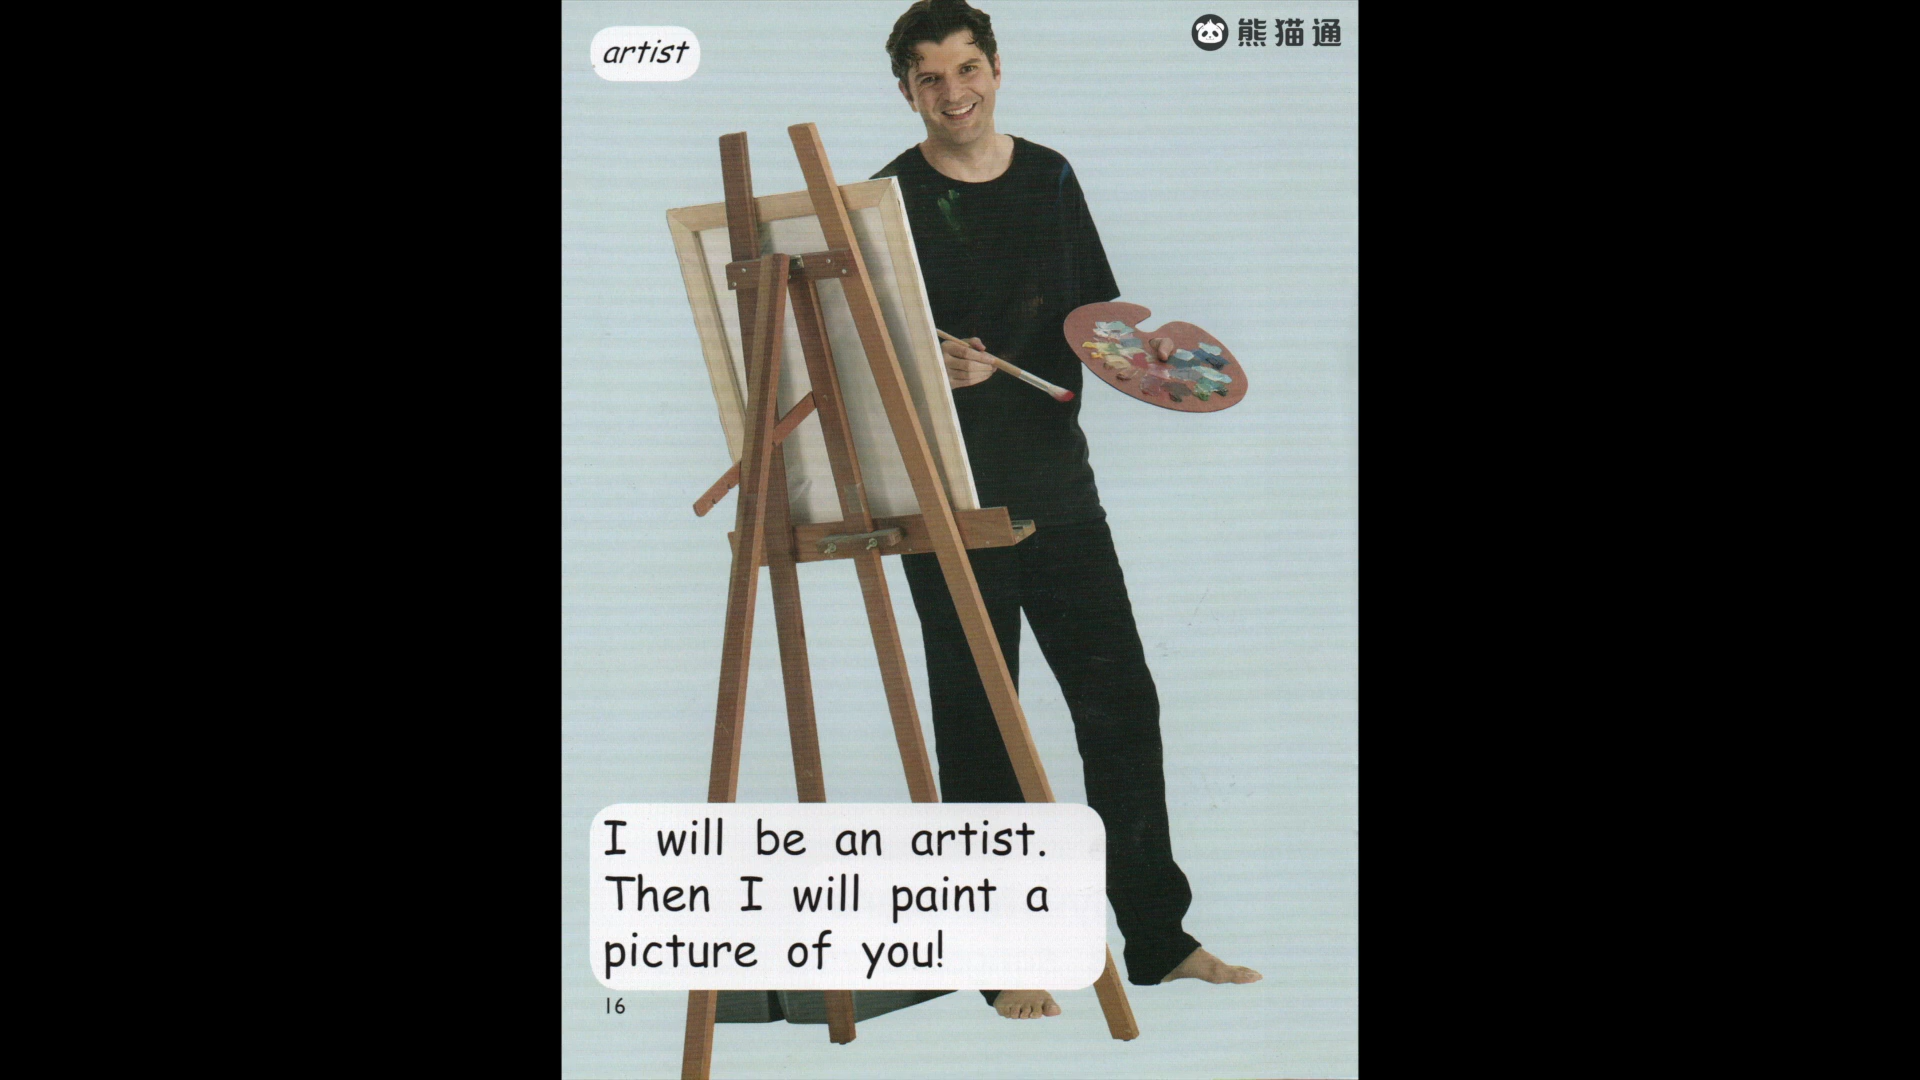 artist
熊猫通
I will be an artist.
Then I will paint a
picture of you!
16